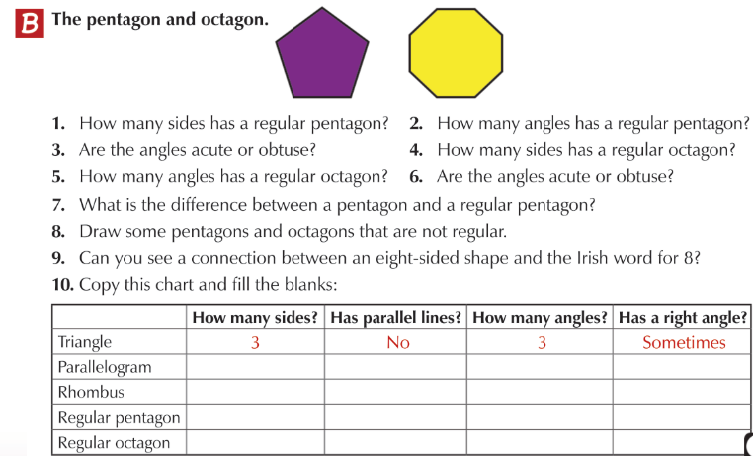 B The pentagon and octagon.
1. How many sides has a regular pentagon? 2. How many angles has a regular pentagon?
3. Are the angles acute or obtuse? 4. How many sides has a regular octagon?
5. How many angles has a regular octagon? 6. Are the angles acute or obtuse?
7. What is the difference between a pentagon and a regular pentagon?
8. Draw some pentagons and octagons that are not regular.
9. Can you see a connection between an eight-sided shape and the Irish word for 8?
10. Copy this chart and fill the blanks:
How many sides? Has parallel lines? How many angles? Has a right angle?
Triangle 3 No 3 Sometimes
Parallelogram
Rhombus
Regular pentagon
Regular octagon